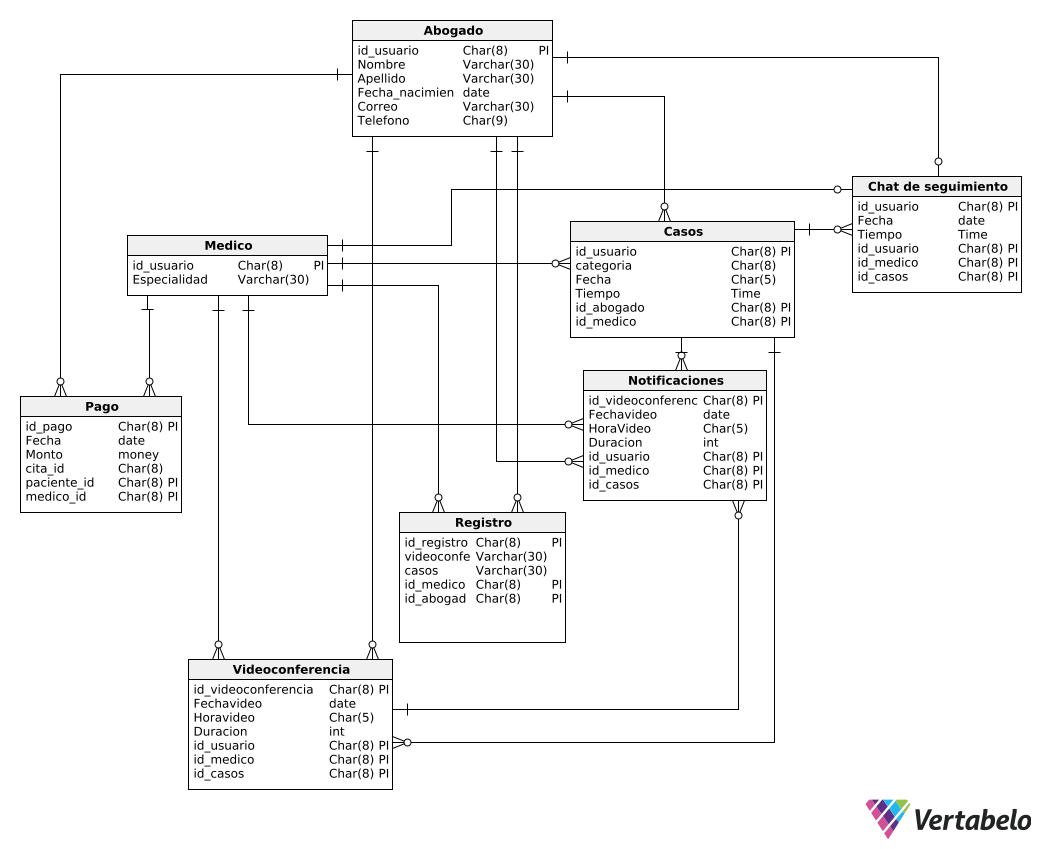 Abogado
id_usuario Char(8) PI
Nombre Varchar(30)
Apellido Varchar(30)
Fecha_nacimien date
Correo Varchar(30)
Telefono Char(9)
Chat de seguimiento
id_usuario Char(8) PI
Fecha date
Tiempo Time
id_usuario Char(8) PI
id_medico Char(8) PI
id_casos Char(8) PI
Medico
id_usuario Char(8) PI
Especialidad Varchar(30)
Casos
id_usuario Char(8) PI
categoria Char(8)
Fecha Char(5)
Tiempo Time
id_abogado Char(8) PI
id_medico Char(8) PI
Pago
id_pago Char(8) PI
Fecha date
Monto money
cita_id Char(8)
paciente_id Char(8) PI
medico_id Char(8) PI
Notificaciones
id_videoconferenc Char(8) PI
Fechavideo date
HoraVideo Char(5)
Duracion int
id_usuario Char(8) PI
id_medico Char(8) PI
id_casos Char(8) PI
Registro
id_registro Char(8) PI
videoconfe Varchar(30)
casos Varchar(30)
id_medico Char(8) PI
id_abogad Char(8) PI
Videoconferencia
id_videoconferencia Char(8) PI
Fechavideo date
Horavideo Char(5)
Duracion int
id_usuario Char(8) PI
id_medico Char(8) PI
id_casos Char(8) PI
Vertabelo